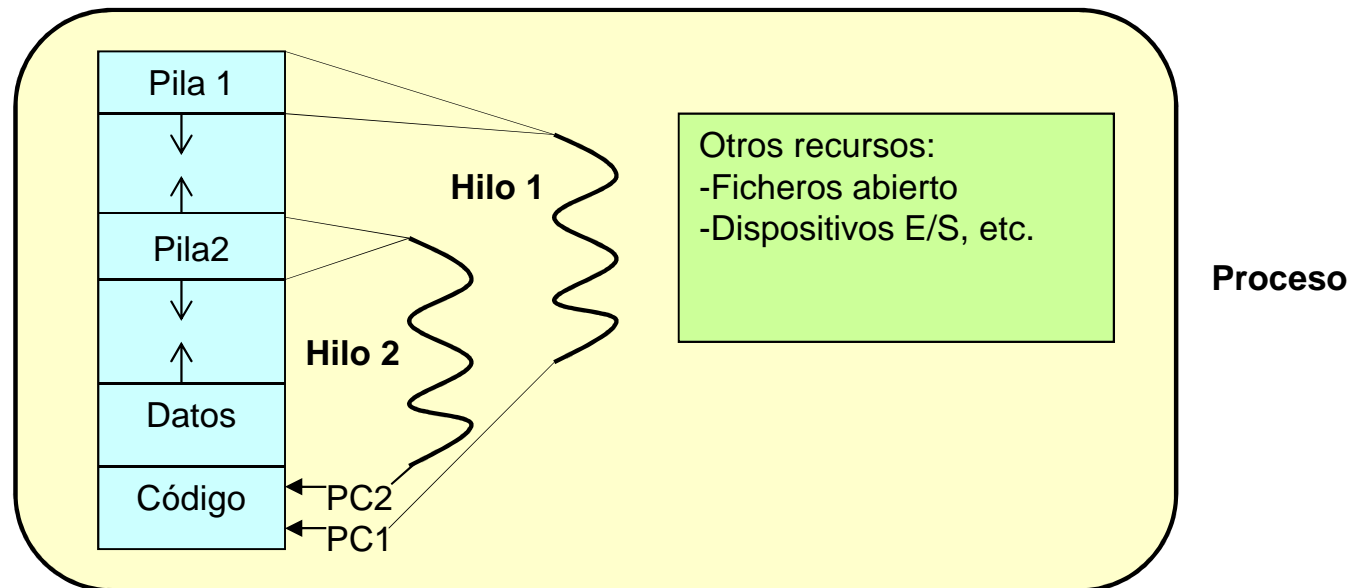 Pila 1
Pila2
Datos
Código
Hilo 1
Hilo 2
PC2
PC1
Otros recursos:
-Ficheros abierto
-Dispositivos E/S, etc.
Proceso